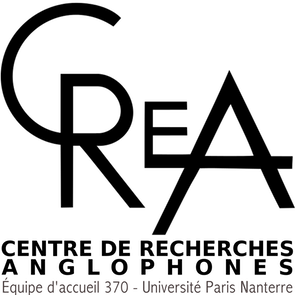 CREA
CENTRE DE RECHERCHES
ANGLOPHONES
Équipe d'accueil 370 - Université Paris Nanterre